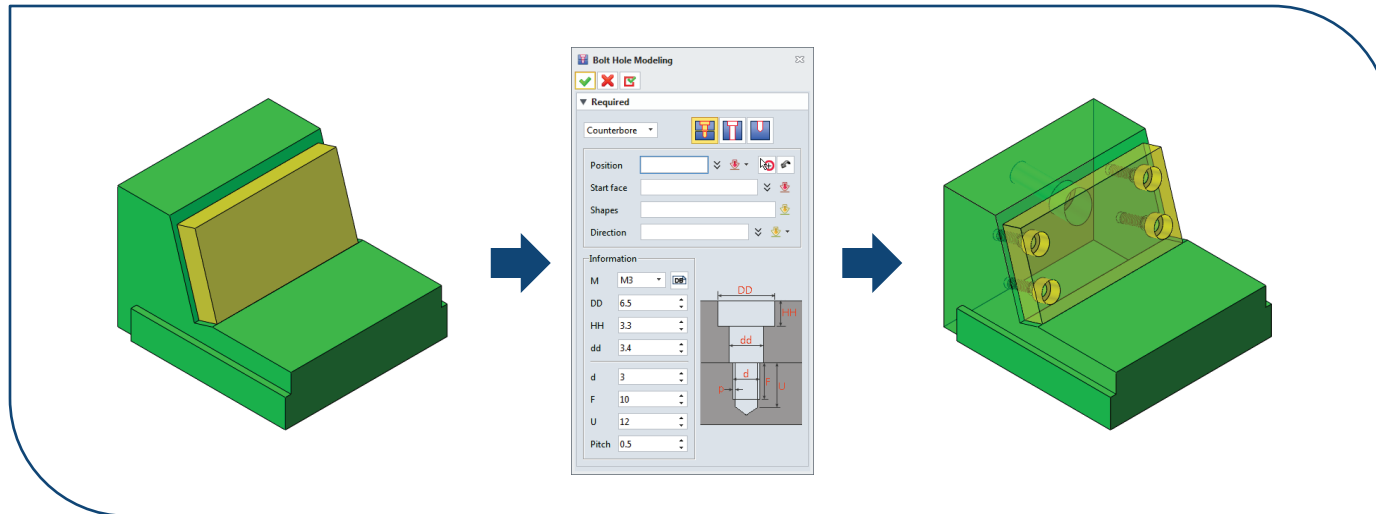 Bolt Hole Modeling
Required
Counterbore
Position
Start face
Shapes
Direction
Information
M M3
DD 6.5
HH 3.3
dd 3.4
d 3
F 10
U 12
Pitch 0.5
DD
HH
dd
d
F
U
P